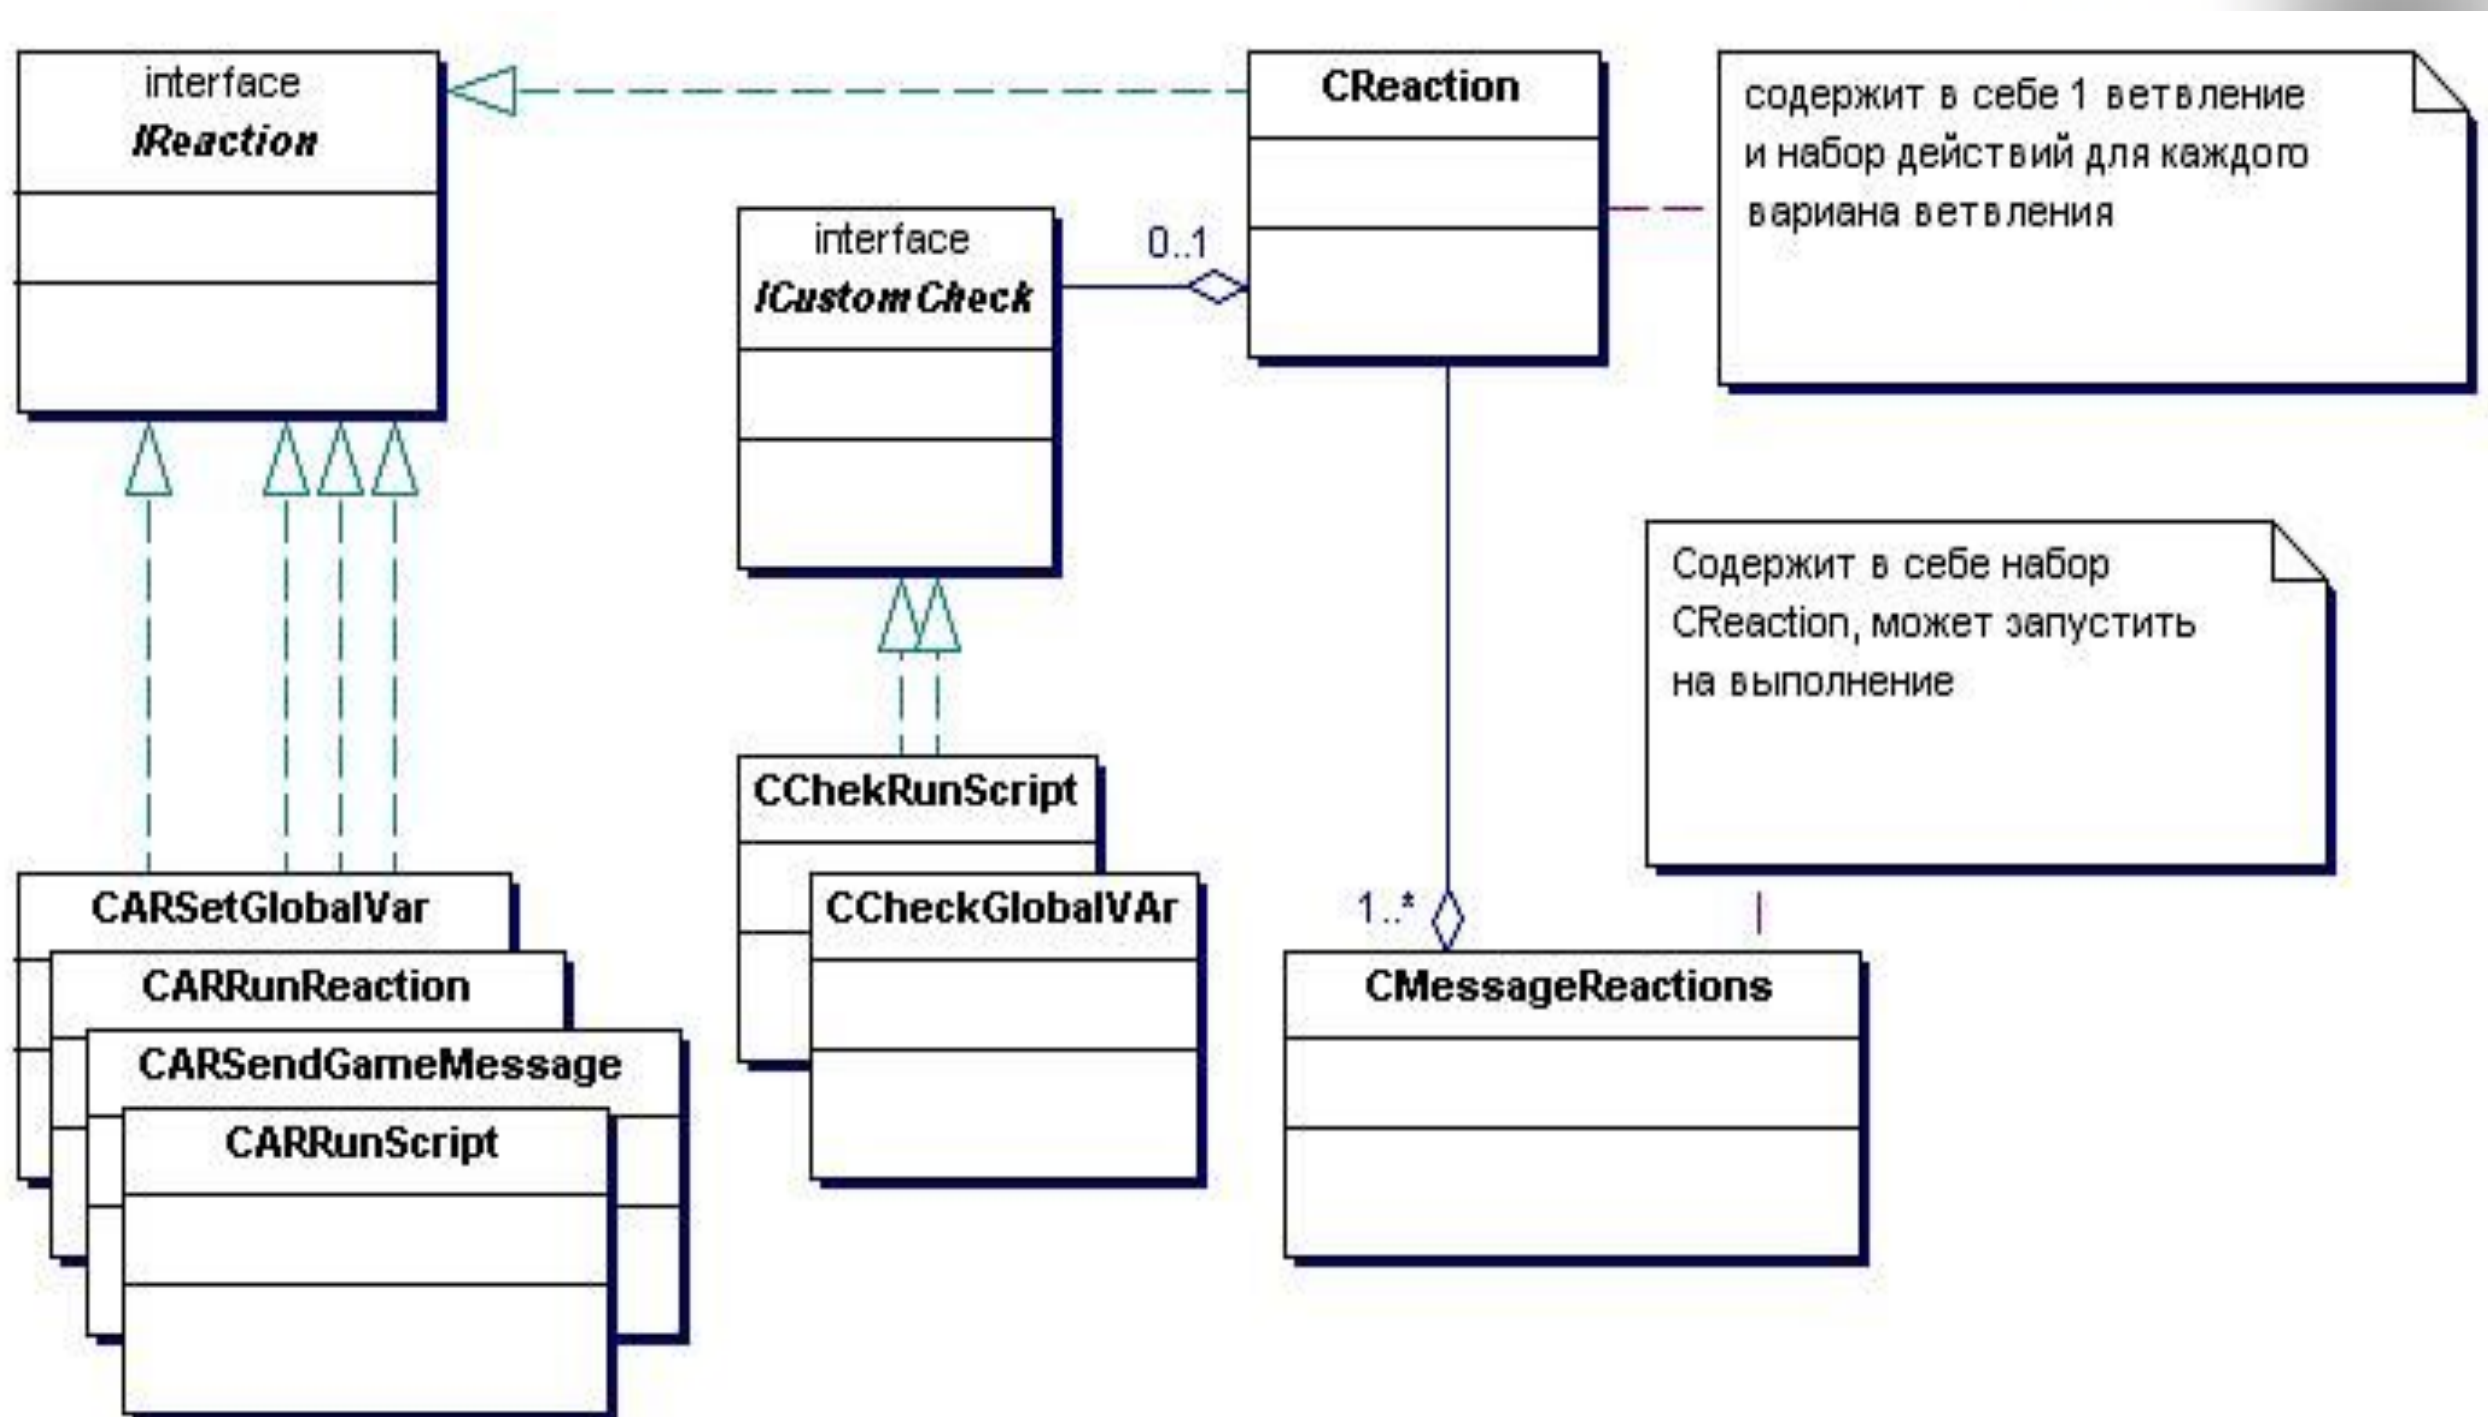 interface
IReaction
CReaction
содержит в себе 1 ветвление
и набор действий для каждого
вариана ветвления
interface
ICustomCheck
0..1
Содержит в себе набор
CReaction, может запустить
на выполнение
CChekRunScript
CCheckGlobalVAr
CARSetGlobalVar
CARRunReaction
CARSendGameMessage
CARRunScript
1..*
CMessageReactions